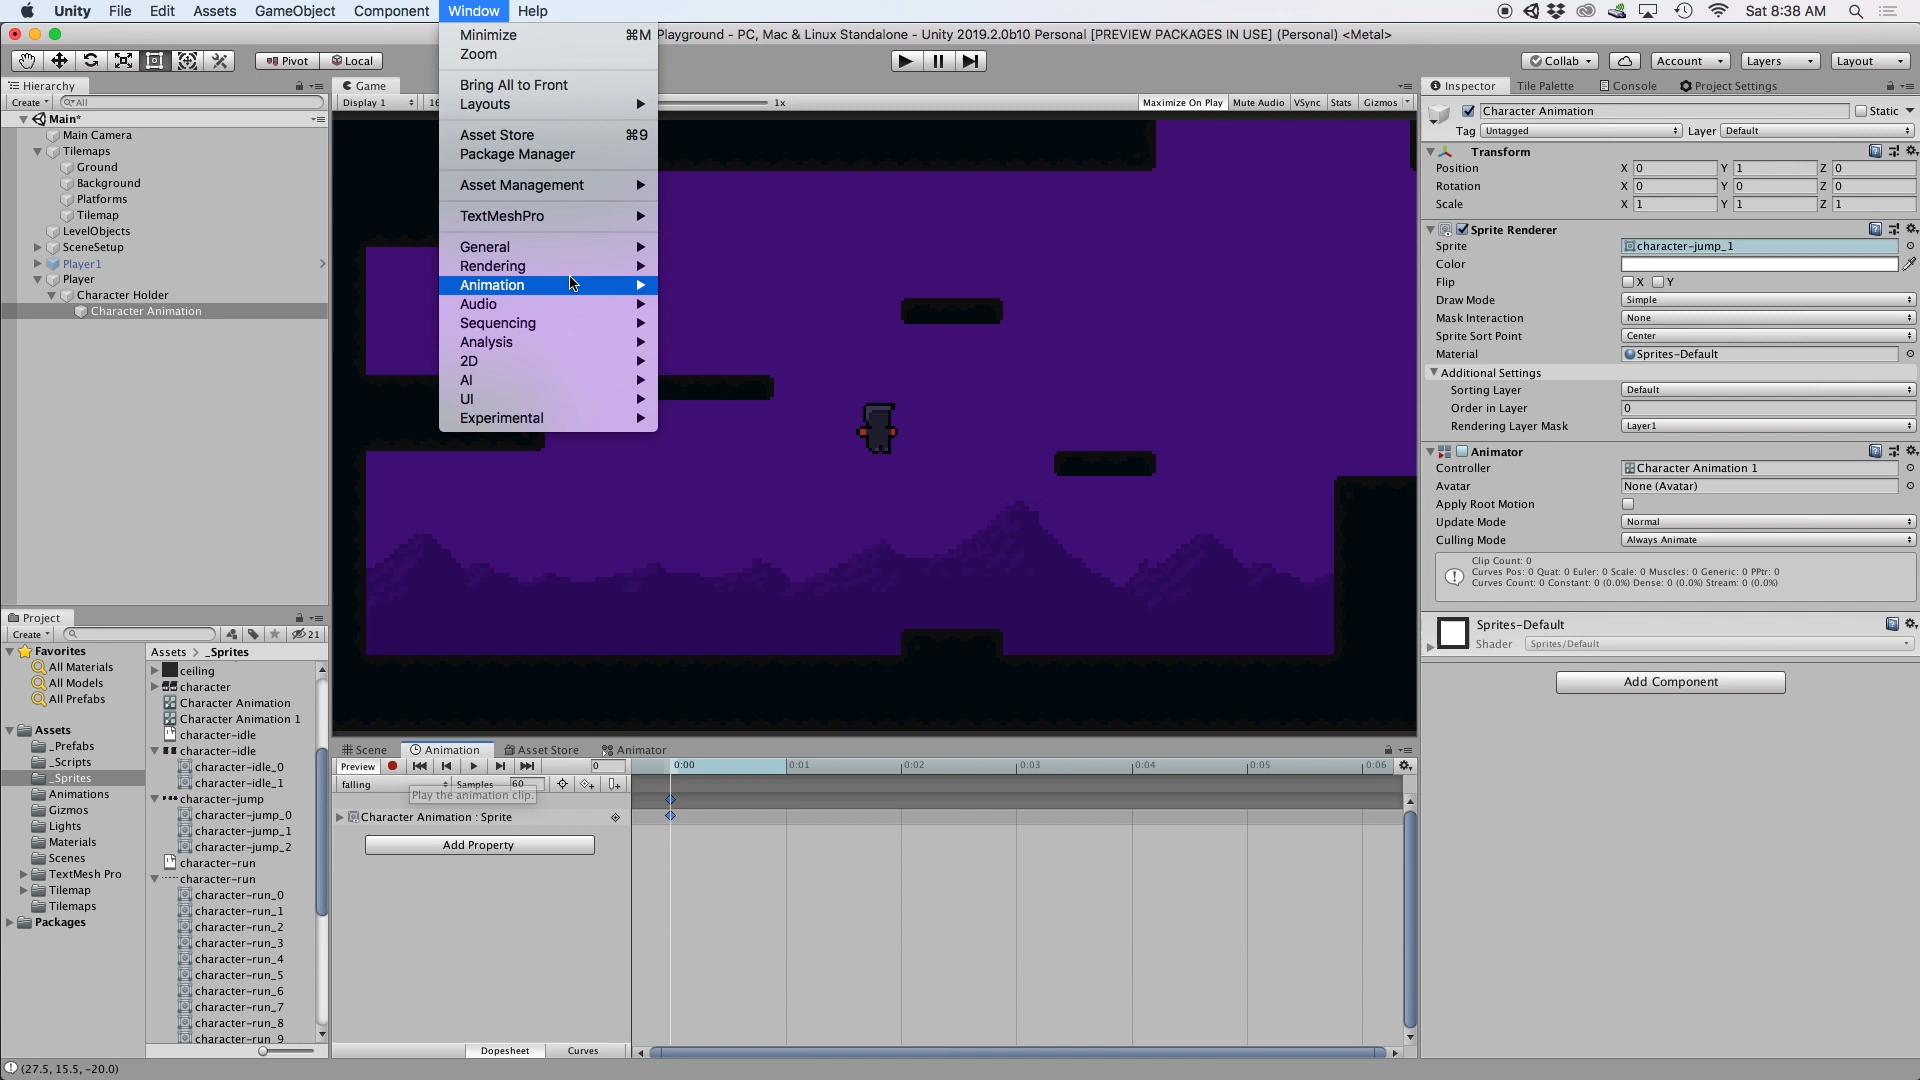 Unity File Edit Assets GameObject Component Window Help Sat 8:38 AM
Playground - PC, Mac & Linux Standalone - Unity 2019.2.0b10 Personal [PREVIEW PACKAGES IN USE] (Personal) <Metal>
Pivot Local Collab Account Layers Layout
Minimize ⌘M
Zoom
Bring All to Front
Layouts
Asset Store ⌘9
Package Manager
Asset Management
TextMeshPro
General
Rendering
Animation
Audio
Sequencing
Analysis
2D
AI
UI
Experimental
Hierarchy
Create All
Main*
Main Camera
Tilemaps
Ground
Background
Platforms
Tilemap
LevelObjects
SceneSetup
Player1
Player
Character Holder
Character Animation
Game
Display 1 16 1x Maximize On Play Mute Audio VSync Stats Gizmos
Inspector Tile Palette Console Project Settings
Character Animation Static
Tag Untagged Layer Default
Transform
Position X 0 Y 1 Z 0
Rotation X 0 Y 0 Z 0
Scale X 1 Y 1 Z 1
Sprite Renderer
Sprite character-jump_1
Color
Flip X Y
Draw Mode Simple
Mask Interaction None
Sprite Sort Point Center
Material Sprites-Default
Additional Settings
Sorting Layer Default
Order in Layer 0
Rendering Layer Mask Layer1
Animator
Controller Character Animation 1
Avatar None (Avatar)
Apply Root Motion
Update Mode Normal
Culling Mode Always Animate
Clip Count: 0
Curves Pos: 0 Quat: 0 Euler: 0 Scale: 0 Muscles: 0 Generic: 0 PPtr: 0
Curves Count: 0 Constant: 0 (0.0%) Dense: 0 (0.0%) Stream: 0 (0.0%)
Sprites-Default
Shader Sprites/Default
Add Component
Project
Create 21
Favorites
All Materials
All Models
All Prefabs
Assets
_Prefabs
_Scripts
_Sprites
Animations
Gizmos
Lights
Materials
Scenes
TextMesh Pro
Tilemap
Tilemaps
Packages
Assets > _Sprites
ceiling
character
Character Animation
Character Animation 1
character-idle
character-idle
character-idle_0
character-idle_1
character-jump
character-jump_0
character-jump_1
character-jump_2
character-run
character-run
character-run_0
character-run_1
character-run_2
character-run_3
character-run_4
character-run_5
character-run_6
character-run_7
character-run_8
character-run_9
Scene Animation Asset Store Animator
Preview 0 0:00 0:01 0:02 0:03 0:04 0:05 0:06
falling Samples 60
Play the animation clip.
Character Animation : Sprite
Add Property
Dopesheet Curves
(27.5, 15.5, -20.0)